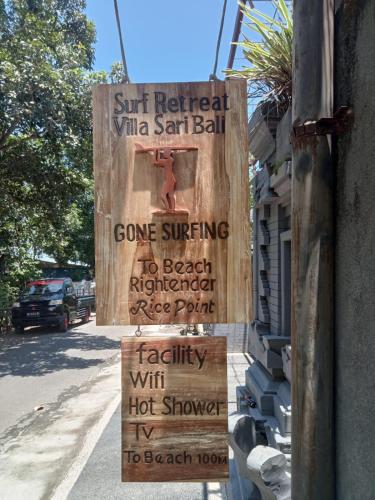 Surf Retreat
Villa Sari Bali
GONE SURFING
To Beach
Rightender
Rice Point
facility
Wifi
Hot Shower
Tv
To Beach 100M